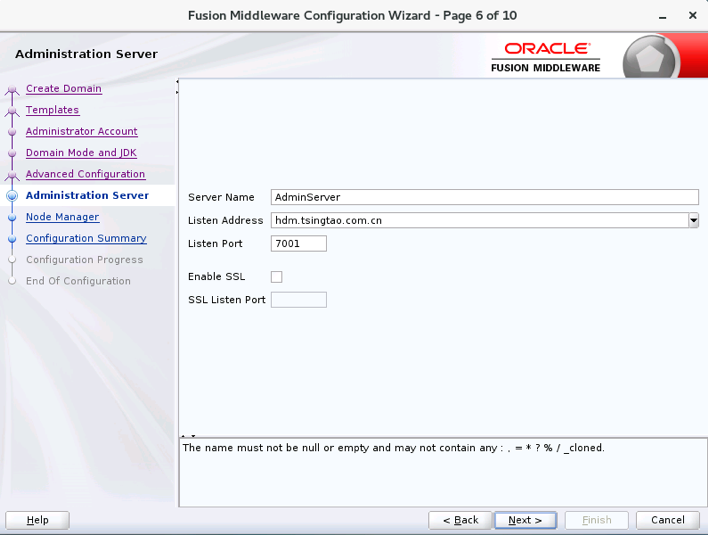 Fusion Middleware Configuration Wizard - Page 6 of 10
Administration Server
ORACLE
FUSION MIDDLEWARE
Create Domain
Templates
Administrator Account
Domain Mode and JDK
Advanced Configuration
Administration Server
Node Manager
Configuration Summary
Configuration Progress
End Of Configuration
Server Name AdminServer
Listen Address hdm.tsingtao.com.cn
Listen Port 7001
Enable SSL
SSL Listen Port
The name must not be null or empty and may not contain any : , = * ? % / _cloned.
Help < Back Next > Finish Cancel